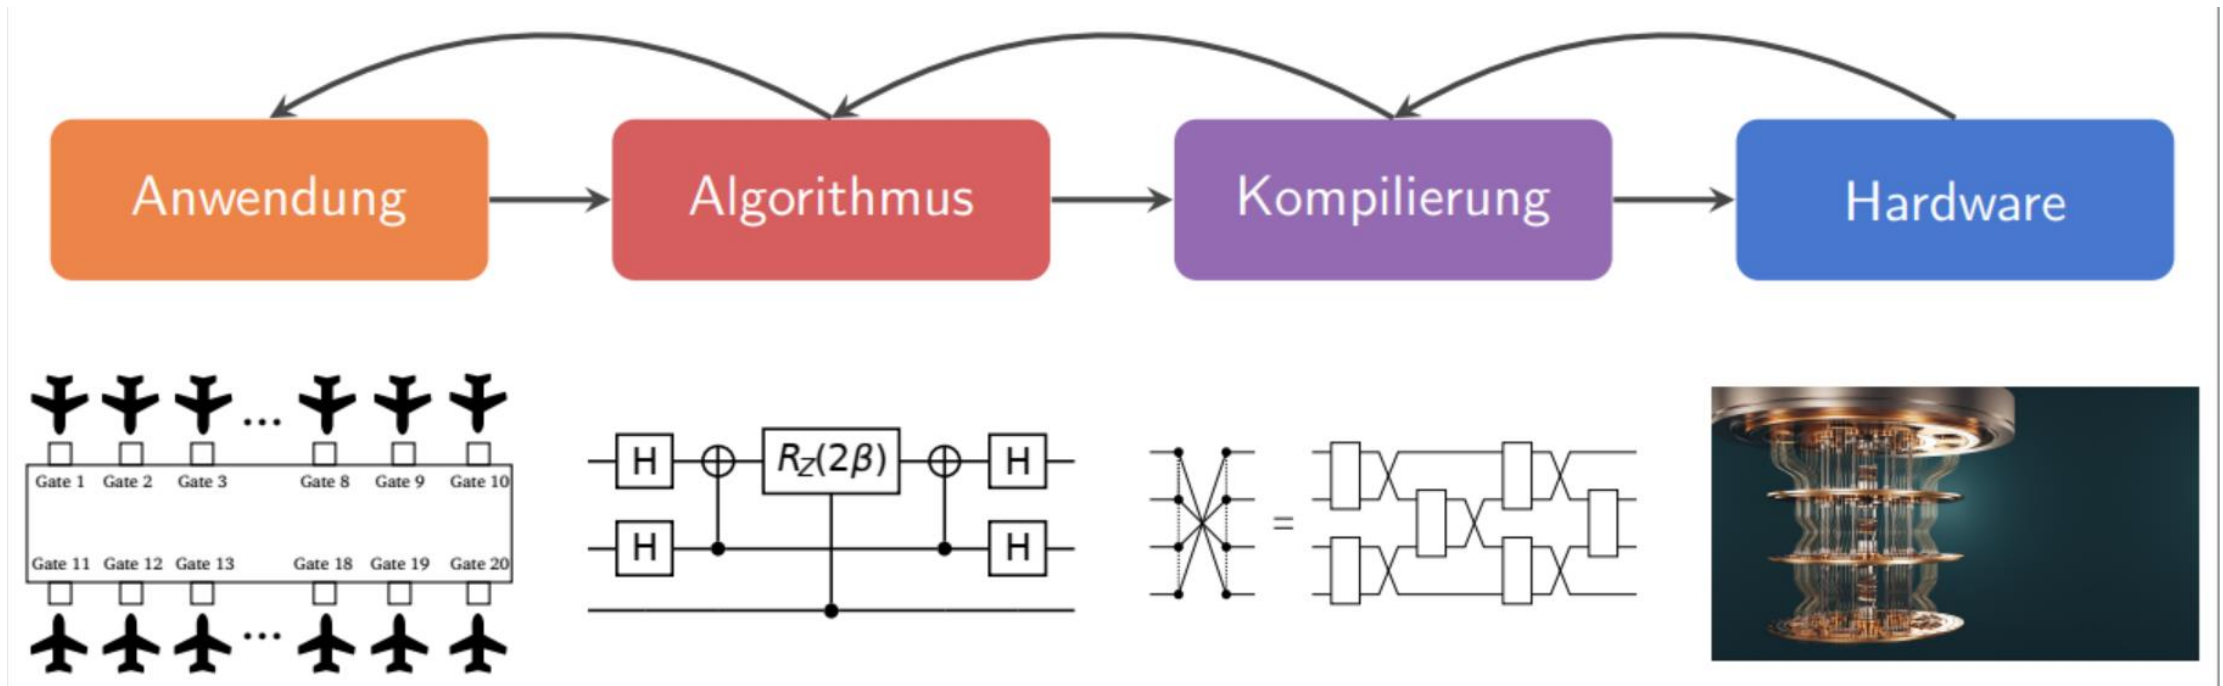 Anwendung
Algorithmus
Kompilierung
Hardware
...
Gate 1 Gate 2 Gate 3 Gate 8 Gate 9 Gate 10
Gate 11 Gate 12 Gate 13 Gate 18 Gate 19 Gate 20
...
H R_Z(2β) H
H H
=